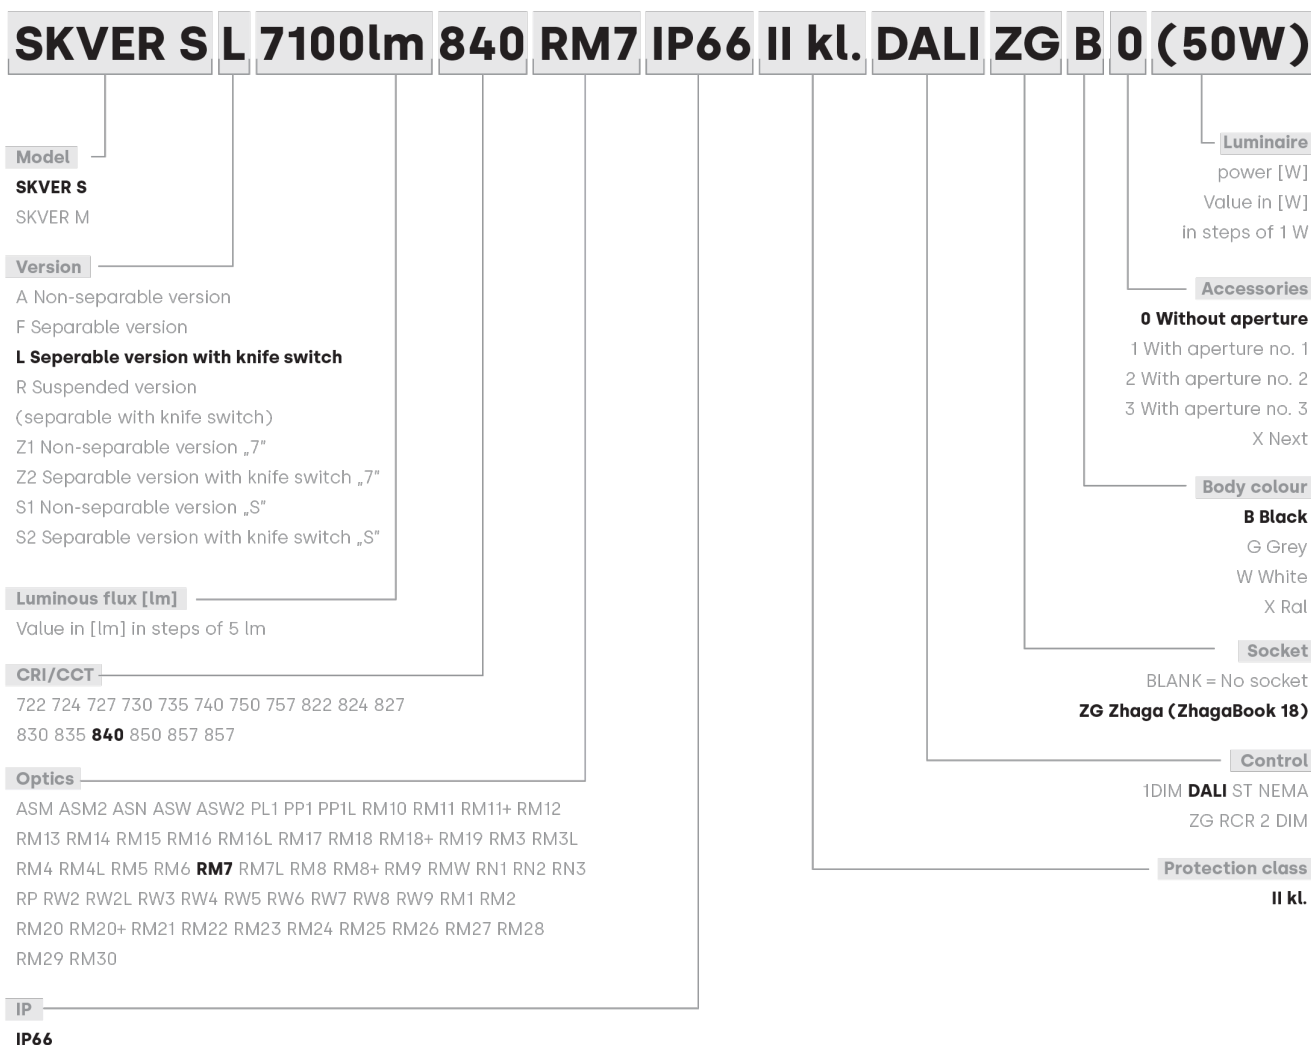 SKVER S L 7100lm 840 RM7 IP66 II kl. DALI ZG B 0 (50W)
Model
SKVER S
SKVER M
Version
A Non-separable version
F Separable version
L Seperable version with knife switch
R Suspended version
(separable with knife switch)
Z1 Non-separable version „7”
Z2 Separable version with knife switch „7”
S1 Non-separable version „S”
S2 Separable version with knife switch „S”
Luminous flux [lm]
Value in [lm] in steps of 5 lm
CRI/CCT
722 724 727 730 735 740 750 757 822 824 827
830 835 840 850 857 857
Optics
ASM ASM2 ASN ASW ASW2 PL1 PP1 PP1L RM10 RM11 RM11+ RM12
RM13 RM14 RM15 RM16 RM16L RM17 RM18 RM18+ RM19 RM3 RM3L
RM4 RM4L RM5 RM6 RM7 RM7L RM8 RM8+ RM9 RMW RN1 RN2 RN3
RP RW2 RW2L RW3 RW4 RW5 RW6 RW7 RW8 RW9 RM1 RM2
RM20 RM20+ RM21 RM22 RM23 RM24 RM25 RM26 RM27 RM28
RM29 RM30
IP
IP66
Luminaire
power [W]
Value in [W]
in steps of 1 W
Accessories
0 Without aperture
1 With aperture no. 1
2 With aperture no. 2
3 With aperture no. 3
X Next
Body colour
B Black
G Grey
W White
X Ral
Socket
BLANK = No socket
ZG Zhaga (ZhagaBook 18)
Control
1DIM DALI ST NEMA
ZG RCR 2 DIM
Protection class
II kl.